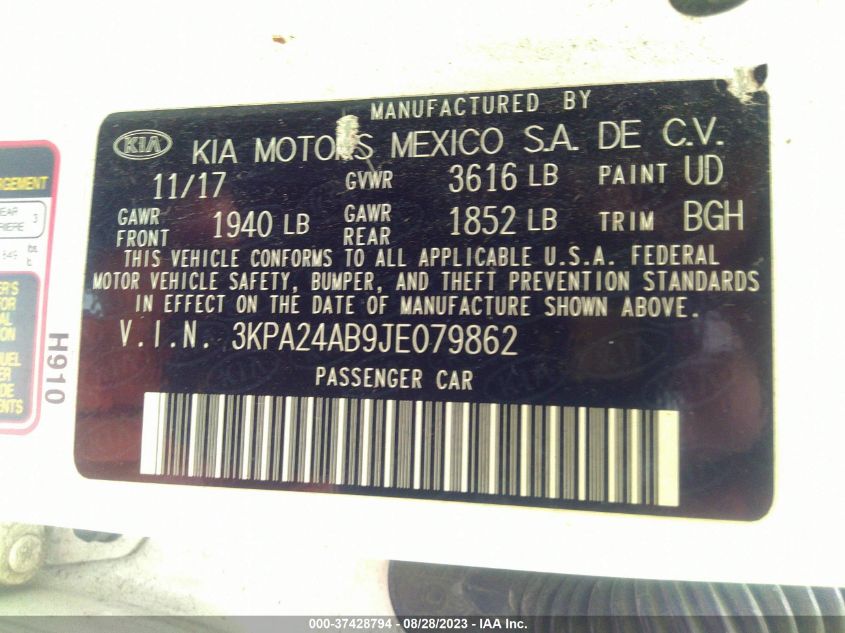 MANUFACTURED BY
KIA KIA MOTORS MEXICO S.A. DE C.V.
11/17 GVWR 3616 LB PAINT UD
GAWR FRONT 1940 LB GAWR REAR 1852 LB TRIM BGH
THIS VEHICLE CONFORMS TO ALL APPLICABLE U.S.A. FEDERAL
MOTOR VEHICLE SAFETY, BUMPER, AND THEFT PREVENTION STANDARDS
IN EFFECT ON THE DATE OF MANUFACTURE SHOWN ABOVE.
V.I.N. 3KPA24AB9JE079862
PASSENGER CAR
H910
3
000-37428794 - 08/28/2023 - IAA Inc.